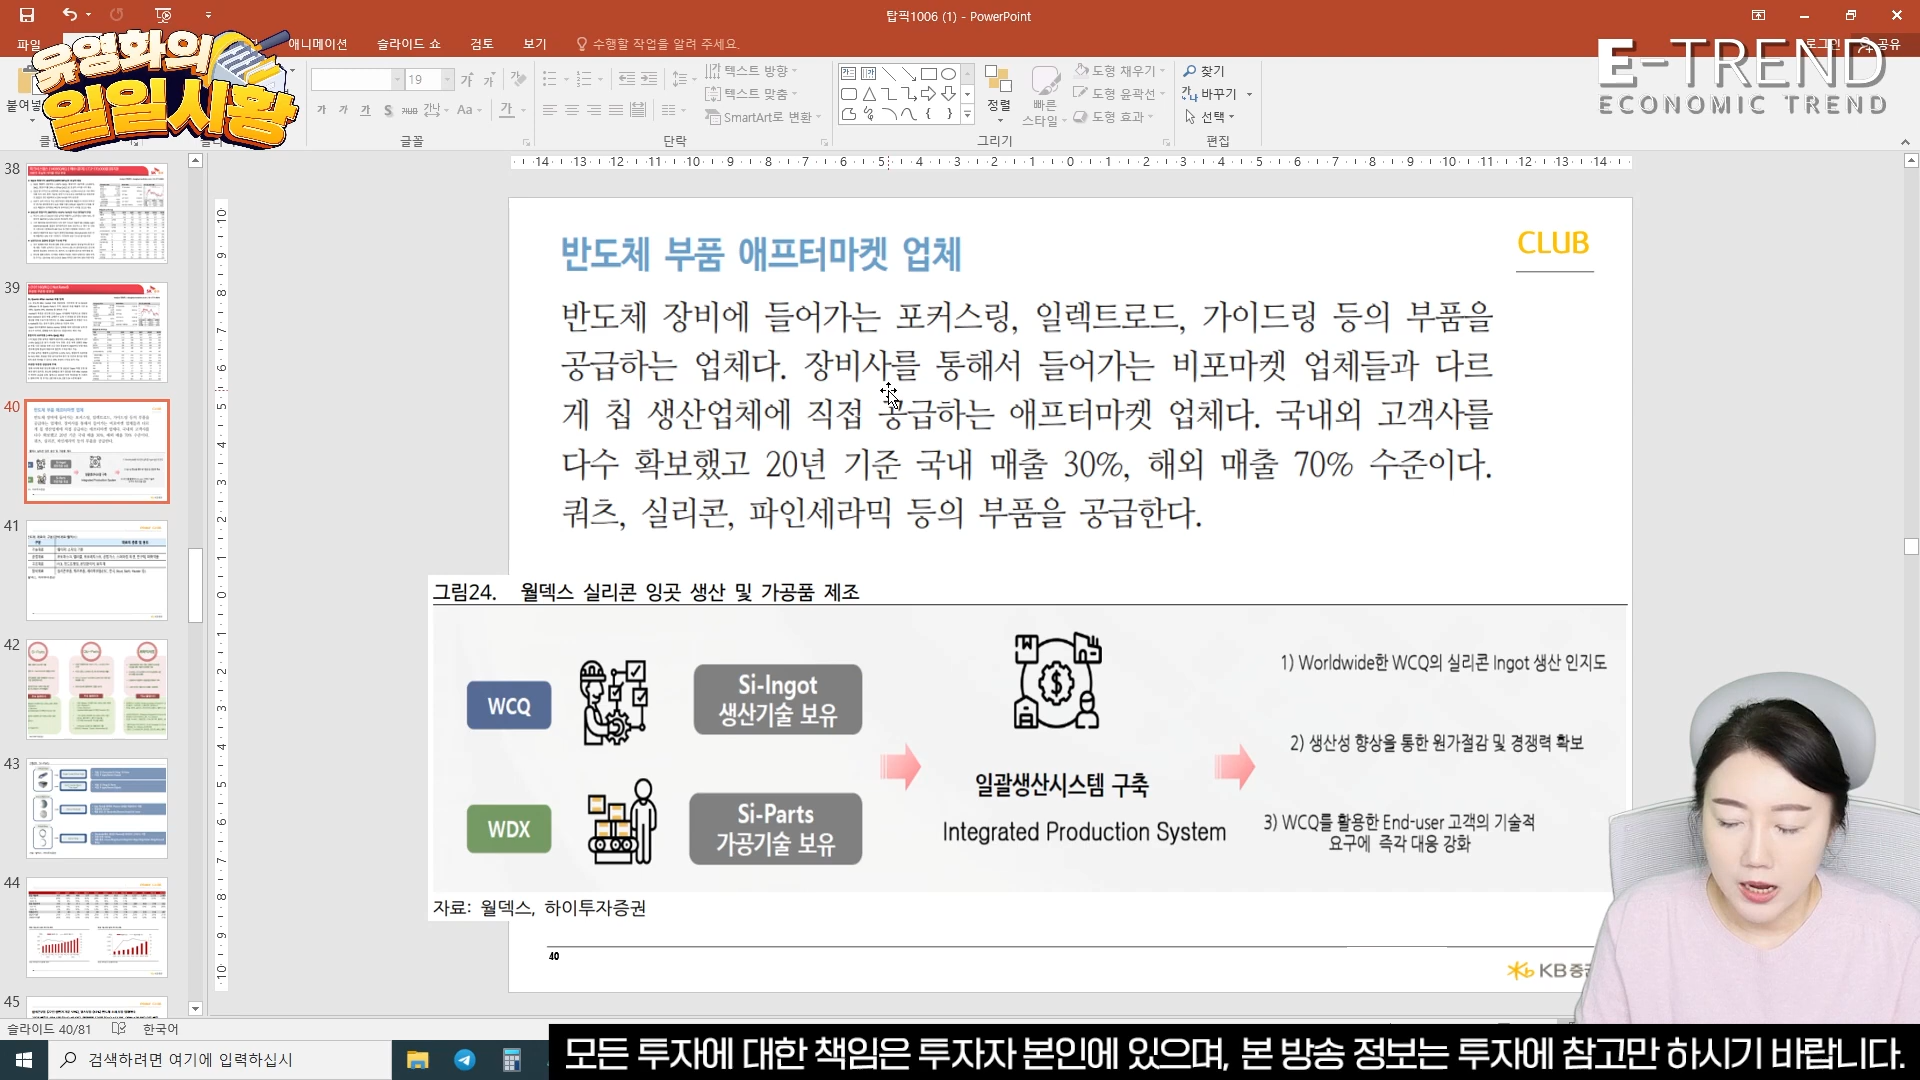 탑픽1006 (1) - PowerPoint
파일
애니메이션
슬라이드 쇼
검토
보기
수행할 작업을 알려 주세요.
로그인
공유
유영화의
일일시황
E-TREND
ECONOMIC TREND
19
텍스트 방향
텍스트 맞춤
SmartArt로 변환
정렬
빠른
스타일
도형 채우기
도형 윤곽선
도형 효과
찾기
바꾸기
선택
글꼴
단락
그리기
편집
38
39
40
41
42
43
44
45
반도체 부품 애프터마켓 업체
CLUB
반도체 장비에 들어가는 포커스링, 일렉트로드, 가이드링 등의 부품을
공급하는 업체다. 장비사를 통해서 들어가는 비포마켓 업체들과 다르
게 칩 생산업체에 직접 공급하는 애프터마켓 업체다. 국내외 고객사를
다수 확보했고 20년 기준 국내 매출 30%, 해외 매출 70% 수준이다.
쿼츠, 실리콘, 파인세라믹 등의 부품을 공급한다.
그림24. 월덱스 실리콘 잉곳 생산 및 가공품 제조
WCQ
Si-Ingot
생산기술 보유
WDX
Si-Parts
가공기술 보유
일괄생산시스템 구축
Integrated Production System
1) Worldwide한 WCQ의 실리콘 Ingot 생산 인지도
2) 생산성 향상을 통한 원가절감 및 경쟁력 확보
3) WCQ를 활용한 End-user 고객의 기술적
요구에 즉각 대응 강화
자료: 월덱스, 하이투자증권
40
KB증
슬라이드 40/81
한국어
검색하려면 여기에 입력하십시
모든 투자에 대한 책임은 투자자 본인에 있으며, 본 방송 정보는 투자에 참고만 하시기 바랍니다.